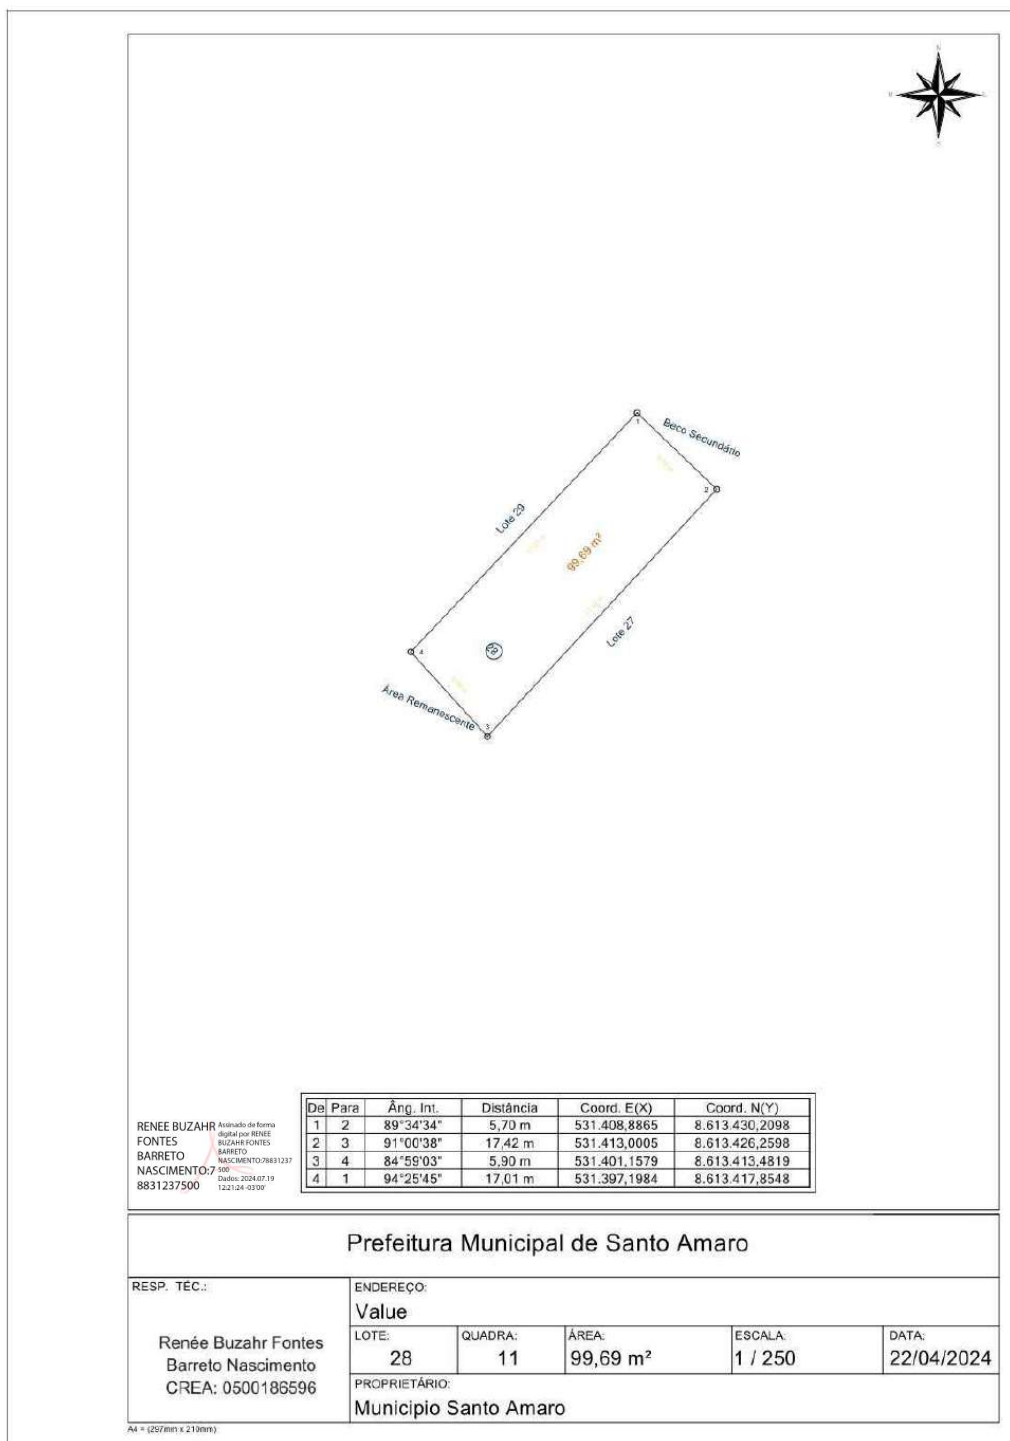 N
1
Beco Secundário
2
Lote 29
99,69 m²
Lote 27
28
4
Área Remanescente
3
De Para Âng. Int. Distância Coord. E(X) Coord. N(Y)
1 2 89°34'34" 5,70 m 531.408,8865 8.613.430,2098
2 3 91°00'38" 17,42 m 531.413,0005 8.613.426,2598
3 4 84°59'03" 5,90 m 531.401,1579 8.613.413,4819
4 1 94°25'45" 17,01 m 531.397,1984 8.613.417,8548
RENEE BUZAHR
FONTES
BARRETO
NASCIMENTO:7
8831237500
Assinado de forma
digital por RENEE
BUZAHR FONTES
BARRETO
NASCIMENTO:78831237
500
Dados: 2024.07.19
12:21:24 -03'00'
Prefeitura Municipal de Santo Amaro
RESP. TÉC.:
Renée Buzahr Fontes
Barreto Nascimento
CREA: 0500186596
ENDEREÇO:
Value
LOTE: QUADRA: ÁREA: ESCALA: DATA:
28 11 99,69 m² 1 / 250 22/04/2024
PROPRIETÁRIO:
Municipio Santo Amaro
A4 = (297mm x 210mm)